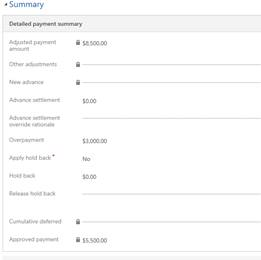 Summary
Detailed payment summary
Adjusted payment
amount
$8,500.00
Other adjustments
New advance
Advance settlement
$0.00
Advance settlement
override rationale
Overpayment
$3,000.00
Apply hold back *
No
Hold back
$0.00
Release hold back
Cumulative deferred
Approved payment
$5,500.00